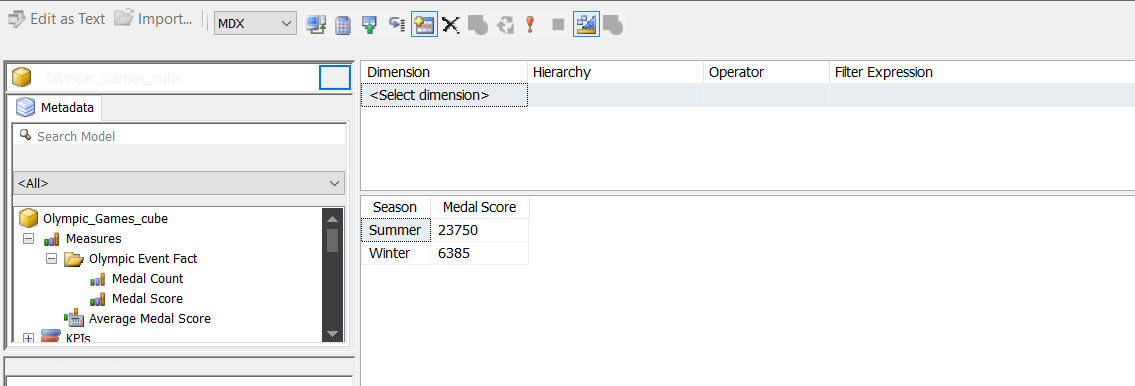 Edit as Text Import... MDX
Olympic_Games_cube
Metadata
Search Model
<All>
Olympic_Games_cube
Measures
Olympic Event Fact
Medal Count
Medal Score
Average Medal Score
KPIs
Dimension Hierarchy Operator Filter Expression
<Select dimension>
Season Medal Score
Summer 23750
Winter 6385